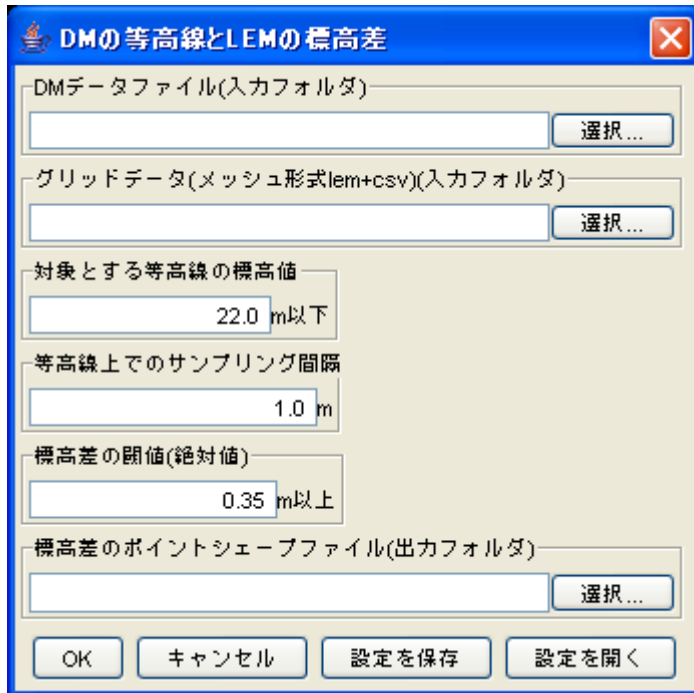 DMの等高線とLEMの標高差
DMデータファイル(入力フォルダ)
選択...
グリッドデータ(メッシュ形式lem+csv)(入力フォルダ)
選択...
対象とする等高線の標高値
22.0 m以下
等高線上でのサンプリング間隔
1.0 m
標高差の閾値(絶対値)
0.35 m以上
標高差のポイントシェープファイル(出力フォルダ)
選択...
OK キャンセル 設定を保存 設定を開く